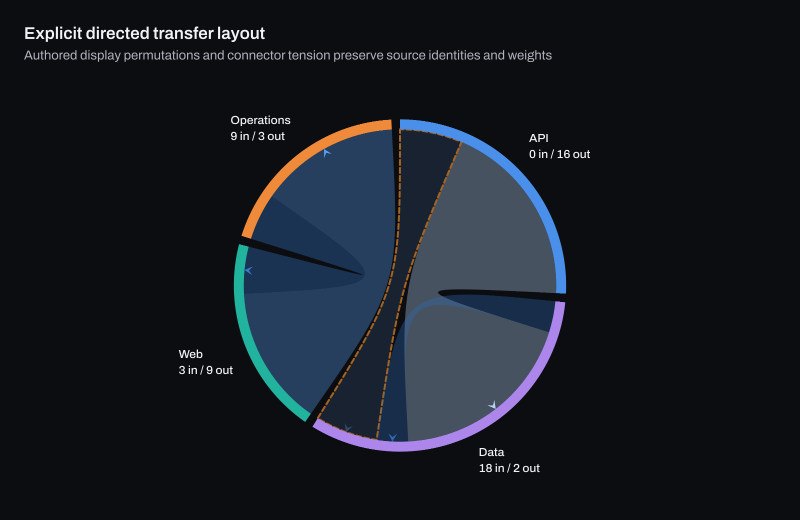 Explicit directed transfer layout
Authored display permutations and connector tension preserve source identities and weights
Operations
9 in / 3 out
API
0 in / 16 out
Web
3 in / 9 out
Data
18 in / 2 out